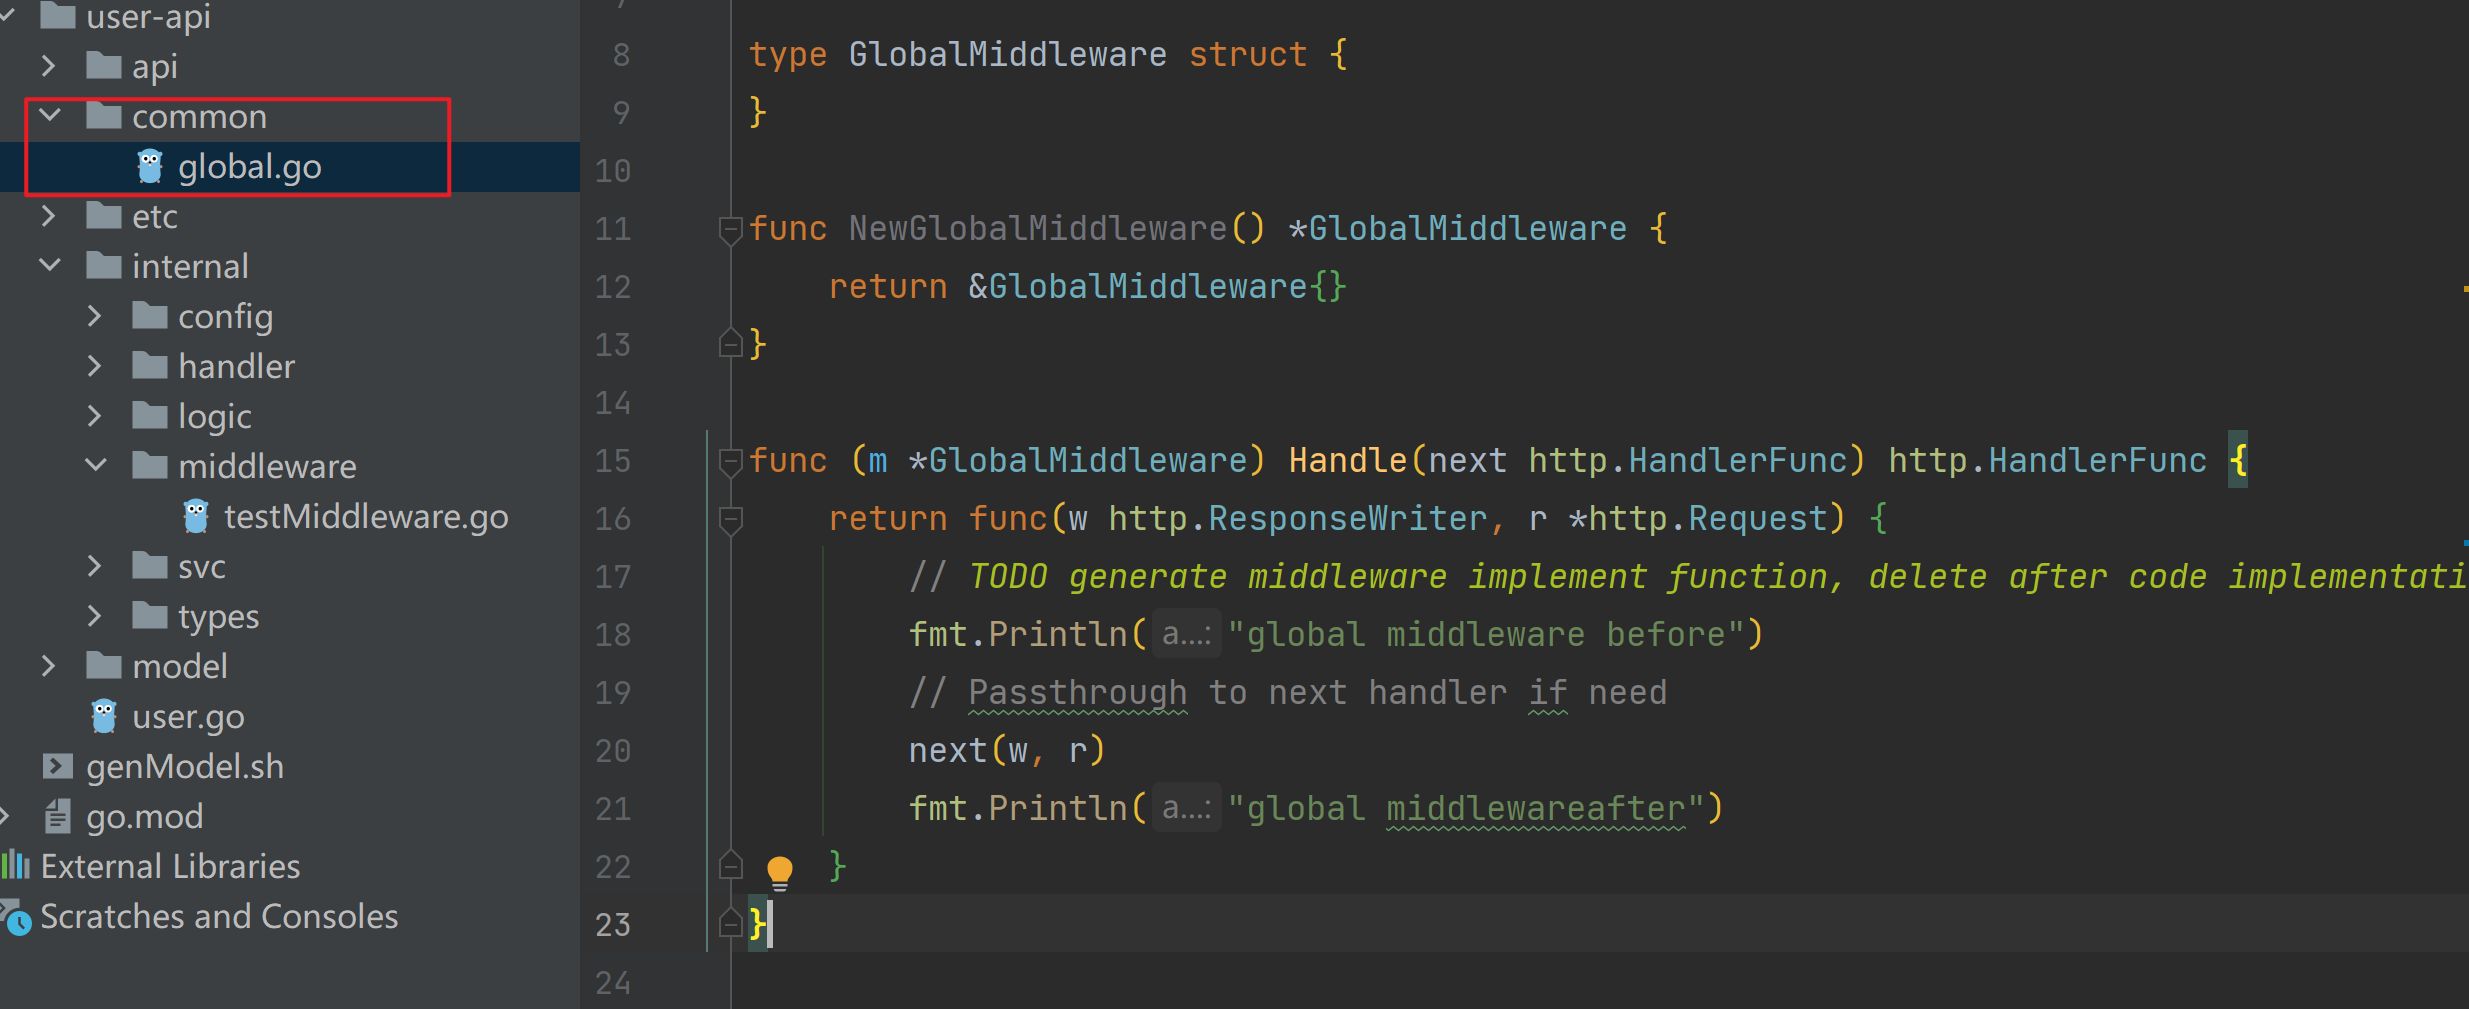 user-api
api
common
global.go
etc
internal
config
handler
logic
middleware
testMiddleware.go
svc
types
model
user.go
genModel.sh
go.mod
External Libraries
Scratches and Consoles
8 type GlobalMiddleware struct {
9 }
10
11 func NewGlobalMiddleware() *GlobalMiddleware {
12 return &GlobalMiddleware{}
13 }
14
15 func (m *GlobalMiddleware) Handle(next http.HandlerFunc) http.HandlerFunc {
16 return func(w http.ResponseWriter, r *http.Request) {
17 // TODO generate middleware implement function, delete after code implementati
18 fmt.Println( a...: "global middleware before")
19 // Passthrough to next handler if need
20 next(w, r)
21 fmt.Println( a...: "global middlewareafter")
22 }
23 }
24